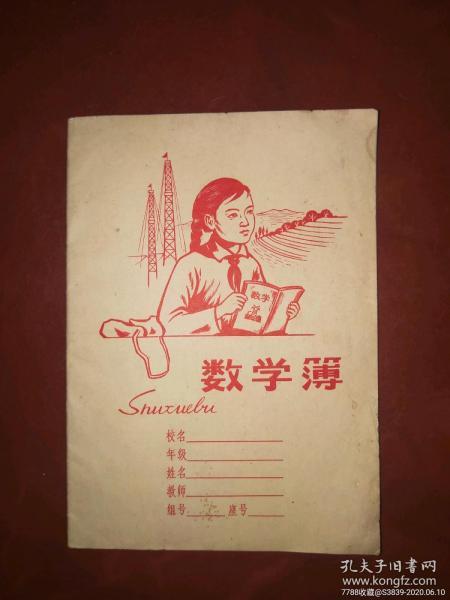 数学
数学簿
Shuxuebu
校名
年级
姓名
教师
组号 座号
孔夫子旧书网
www.kongfz.com
7788收藏@S3839-2020.06.10